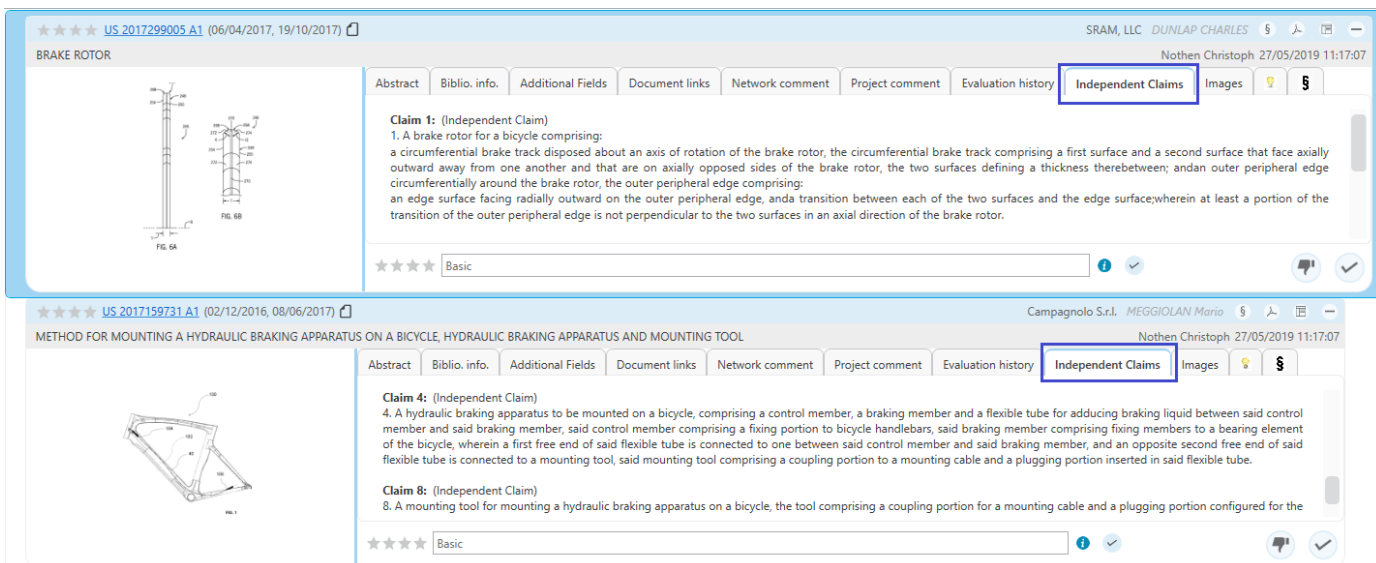 US 2017299005 A1 (06/04/2017, 19/10/2017) SRAM, LLC DUNLAP CHARLES §
BRAKE ROTOR Nothen Christoph 27/05/2019 11:17:07
Abstract Biblio. info. Additional Fields Document links Network comment Project comment Evaluation history Independent Claims Images §
Claim 1: (Independent Claim)
1. A brake rotor for a bicycle comprising:
a circumferential brake track disposed about an axis of rotation of the brake rotor, the circumferential brake track comprising a first surface and a second surface that face axially
outward away from one another and that are on axially opposed sides of the brake rotor, the two surfaces defining a thickness therebetween; andan outer peripheral edge
circumferentially around the brake rotor, the outer peripheral edge comprising:
an edge surface facing radially outward on the outer peripheral edge, anda transition between each of the two surfaces and the edge surface;wherein at least a portion of the
transition of the outer peripheral edge is not perpendicular to the two surfaces in an axial direction of the brake rotor.
FIG. 6B
FIG. 6A
Basic
US 2017159731 A1 (02/12/2016, 08/06/2017) Campagnolo S.r.l. MEGGIOLAN Mario §
METHOD FOR MOUNTING A HYDRAULIC BRAKING APPARATUS ON A BICYCLE, HYDRAULIC BRAKING APPARATUS AND MOUNTING TOOL Nothen Christoph 27/05/2019 11:17:07
Abstract Biblio. info. Additional Fields Document links Network comment Project comment Evaluation history Independent Claims Images §
Claim 4: (Independent Claim)
4. A hydraulic braking apparatus to be mounted on a bicycle, comprising a control member, a braking member and a flexible tube for adducing braking liquid between said control
member and said braking member, said control member comprising a fixing portion to bicycle handlebars, said braking member comprising fixing members to a bearing element
of the bicycle, wherein a first free end of said flexible tube is connected to one between said control member and said braking member, and an opposite second free end of said
flexible tube is connected to a mounting tool, said mounting tool comprising a coupling portion to a mounting cable and a plugging portion inserted in said flexible tube.
Claim 8: (Independent Claim)
8. A mounting tool for mounting a hydraulic braking apparatus on a bicycle, the tool comprising a coupling portion for a mounting cable and a plugging portion configured for the
FIG. 1
Basic